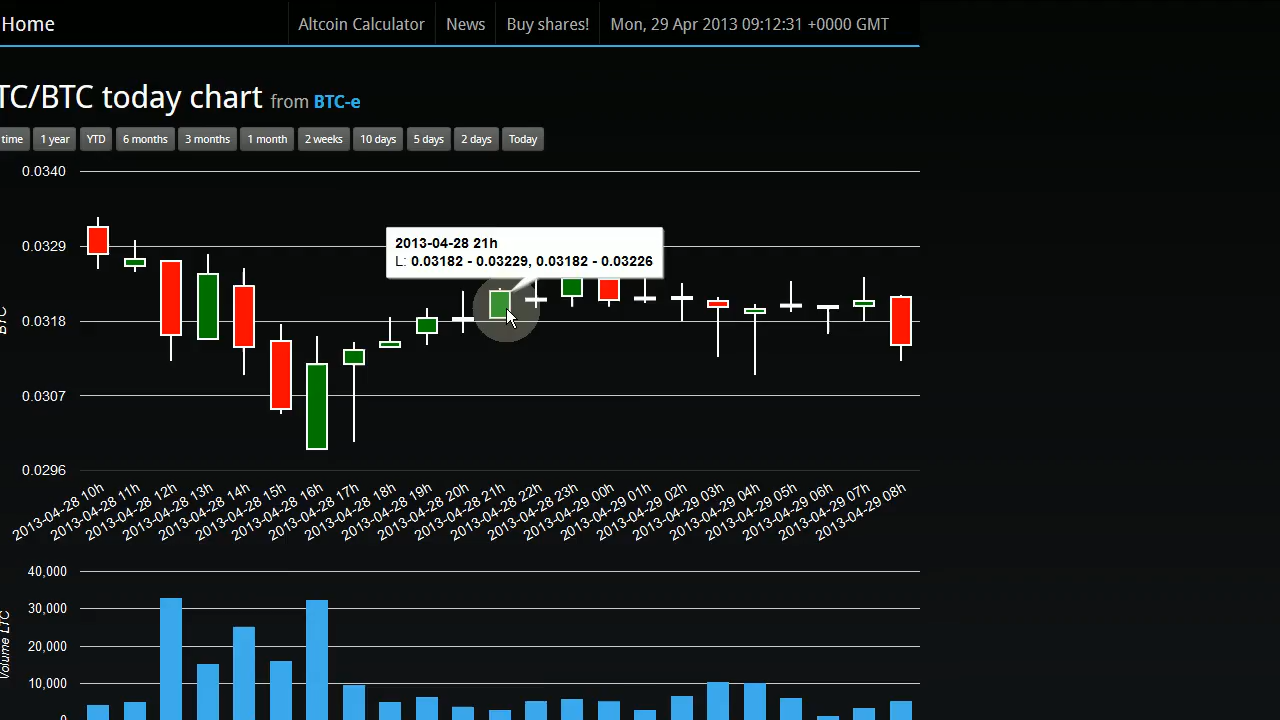 Home
Altcoin Calculator
News
Buy shares!
Mon, 29 Apr 2013 09:12:31 +0000 GMT
TC/BTC today chart from BTC-e
time
1 year
YTD
6 months
3 months
1 month
2 weeks
10 days
5 days
2 days
Today
0.0340
0.0329
0.0318
0.0307
0.0296
BTC
2013-04-28 21h
L: 0.03182 - 0.03229, 0.03182 - 0.03226
2013-04-28 10h
2013-04-28 11h
2013-04-28 12h
2013-04-28 13h
2013-04-28 14h
2013-04-28 15h
2013-04-28 16h
2013-04-28 17h
2013-04-28 18h
2013-04-28 19h
2013-04-28 20h
2013-04-28 21h
2013-04-28 22h
2013-04-28 23h
2013-04-29 00h
2013-04-29 01h
2013-04-29 02h
2013-04-29 03h
2013-04-29 04h
2013-04-29 05h
2013-04-29 06h
2013-04-29 07h
2013-04-29 08h
40,000
30,000
20,000
10,000
0
Volume LTC